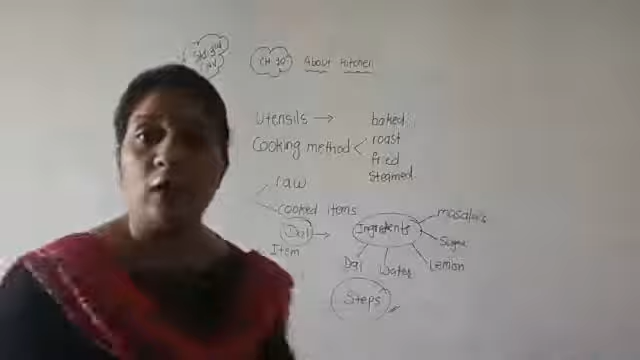 CH 10 About Kitchen
Utensils → baked
Cooking method < roast
fried
steamed
raw
cooked items
Dal → Ingredients
masalas
Sugar
Lemon
Water
Dal
Item
Steps